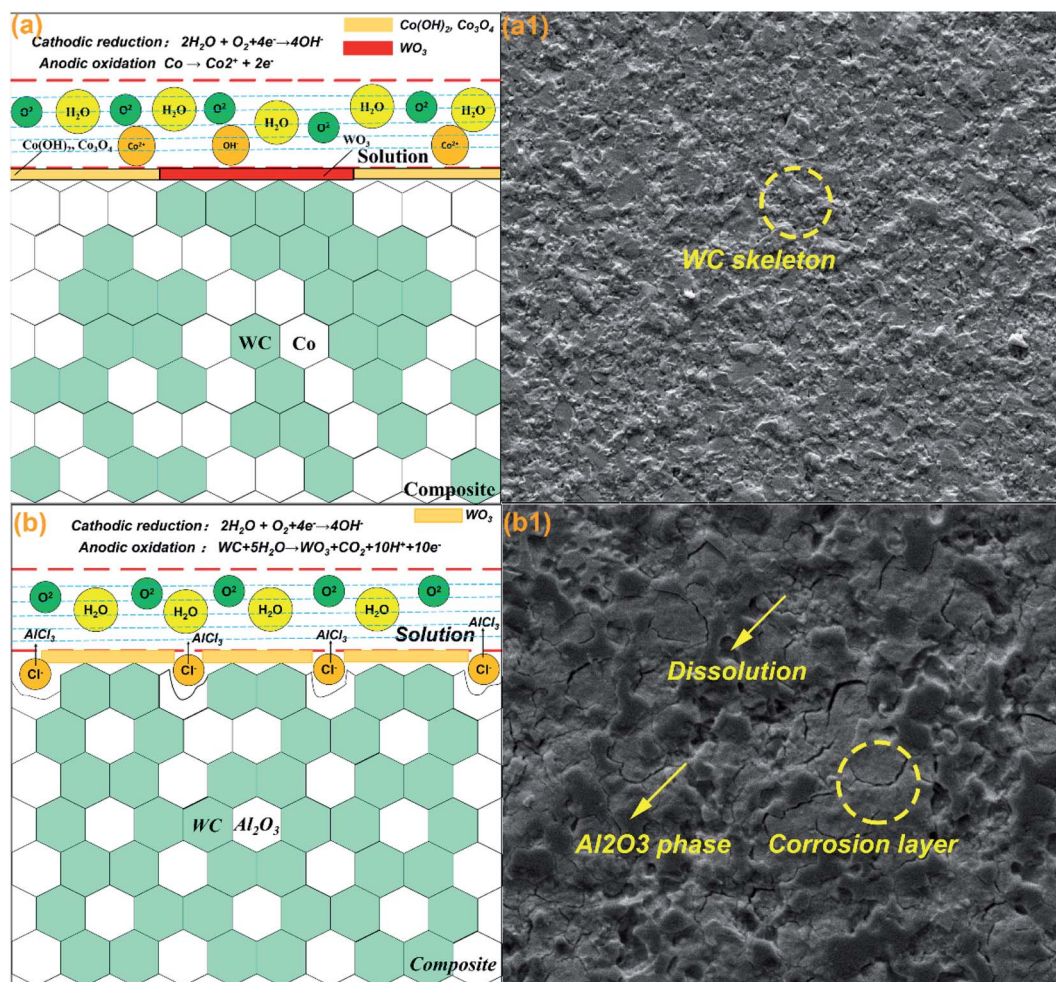 (a)
Co(OH)₂, Co₃O₄
WO₃
Cathodic reduction： 2H₂O + O₂+4e⁻→4OH⁻
Anodic oxidation Co → Co2⁺ + 2e⁻
O² H₂O O² H₂O O² H₂O O² H₂O H₂O
O²
Co(OH)₂, Co₃O₄ Co²⁺ OH⁻ WO₃ Co²⁺
Solution
WC Co
Composite
(a1)
WC skeleton
(b)
WO₃
Cathodic reduction： 2H₂O + O₂+4e⁻→4OH⁻
Anodic oxidation： WC+5H₂O→WO₃+CO₂+10H⁺+10e⁻
O² H₂O O² H₂O O² H₂O O² H₂O O²
AlCl₃ AlCl₃ AlCl₃ Solution AlCl₃
Cl⁻ Cl⁻ Cl⁻ Cl⁻
WC Al₂O₃
Composite
(b1)
Dissolution
Al2O3 phase
Corrosion layer